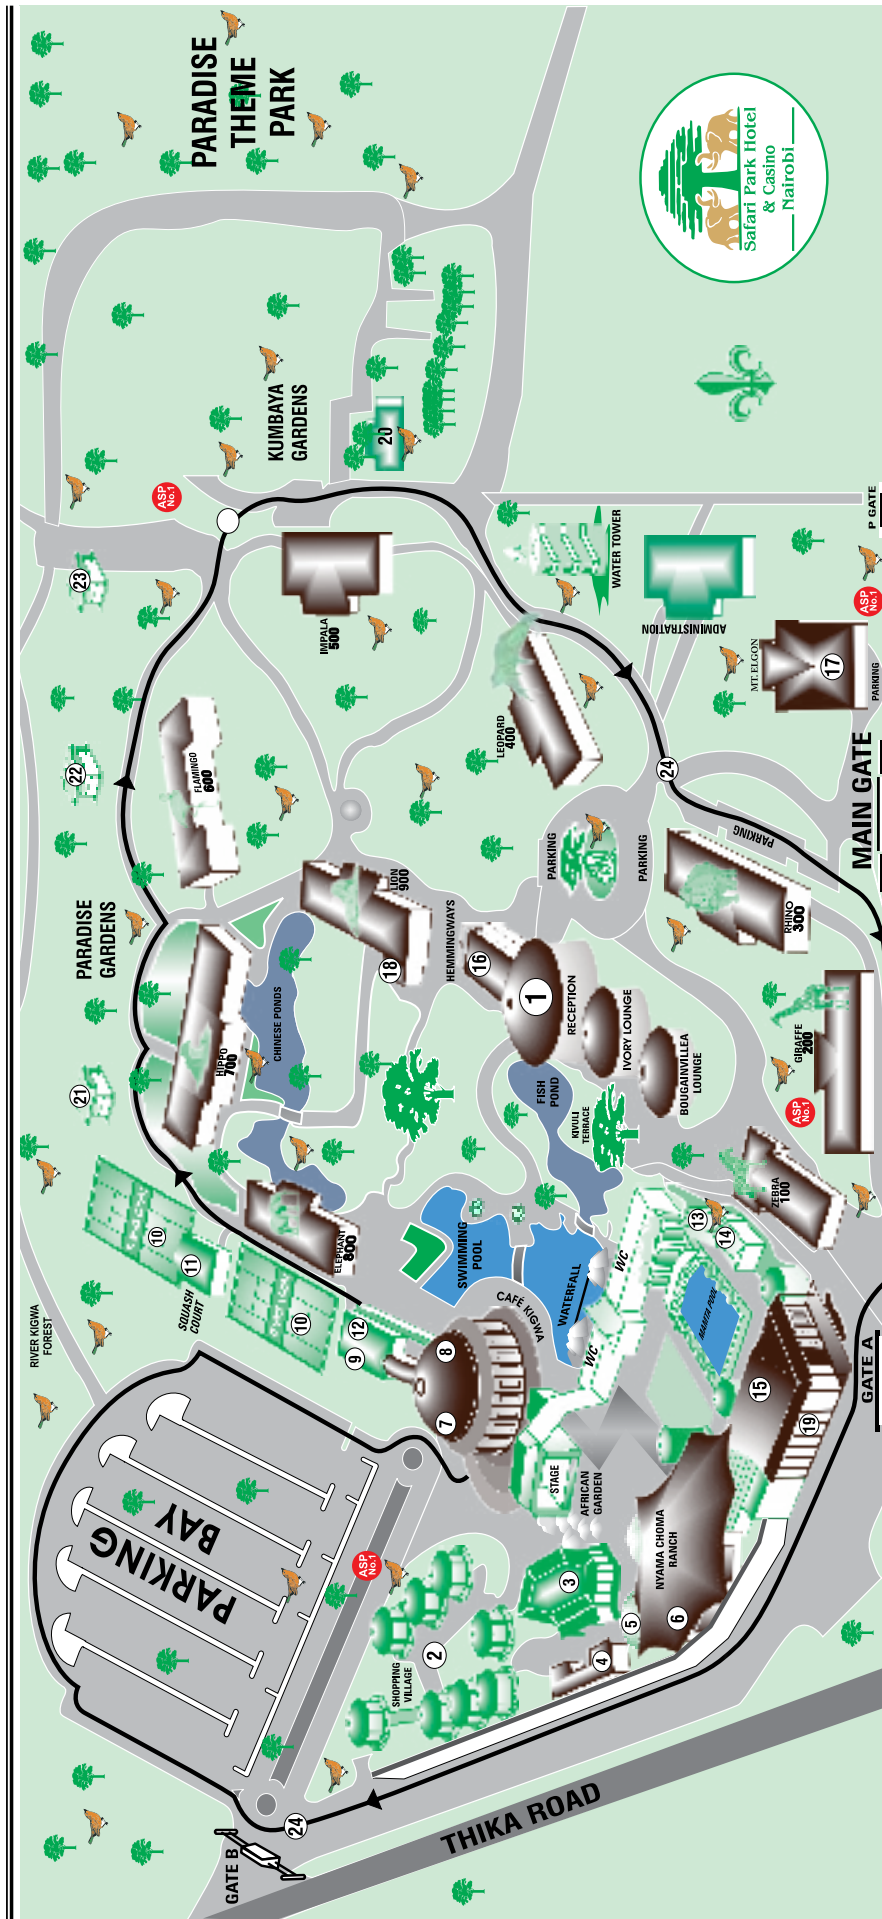 PARADISE
THEME
PARK
Safari Park Hotel
& Casino
Nairobi
KUMBAYA
GARDENS
20
ASP
No.1
23
22
21
IMPALA
500
WATER TOWER
ADMINISTRATION
P GATE
ASP
No.1
MT. ELGON
17
PARKING
LEOPARD
400
24
MAIN GATE
FLAMINGO
600
PARKING
PARKING
PARKING
RHINO
300
PARADISE
GARDENS
LION
900
18
HEMMINGWAYS
16
1
RECEPTION
IVORY LOUNGE
BOUGAINVILLEA
LOUNGE
GIRAFFE
200
ASP
No.1
HIPPO
700
CHINESE PONDS
FISH
POND
KIVULI
TERRACE
ZEBRA
100
ELEPHANT
800
SWIMMING
POOL
WATERFALL
CAFÉ KIGWA
WC
WC
13
14
MAMITA POOL
10
11
SQUASH
COURT
10
12
9
8
7
RIVER KIGWA
FOREST
15
19
GATE A
STAGE
AFRICAN
GARDEN
NYAMA CHOMA
RANCH
3
5
6
4
PARKING
BAY
ASP
No.1
2
SHOPPING
VILLAGE
24
GATE B
THIKA ROAD